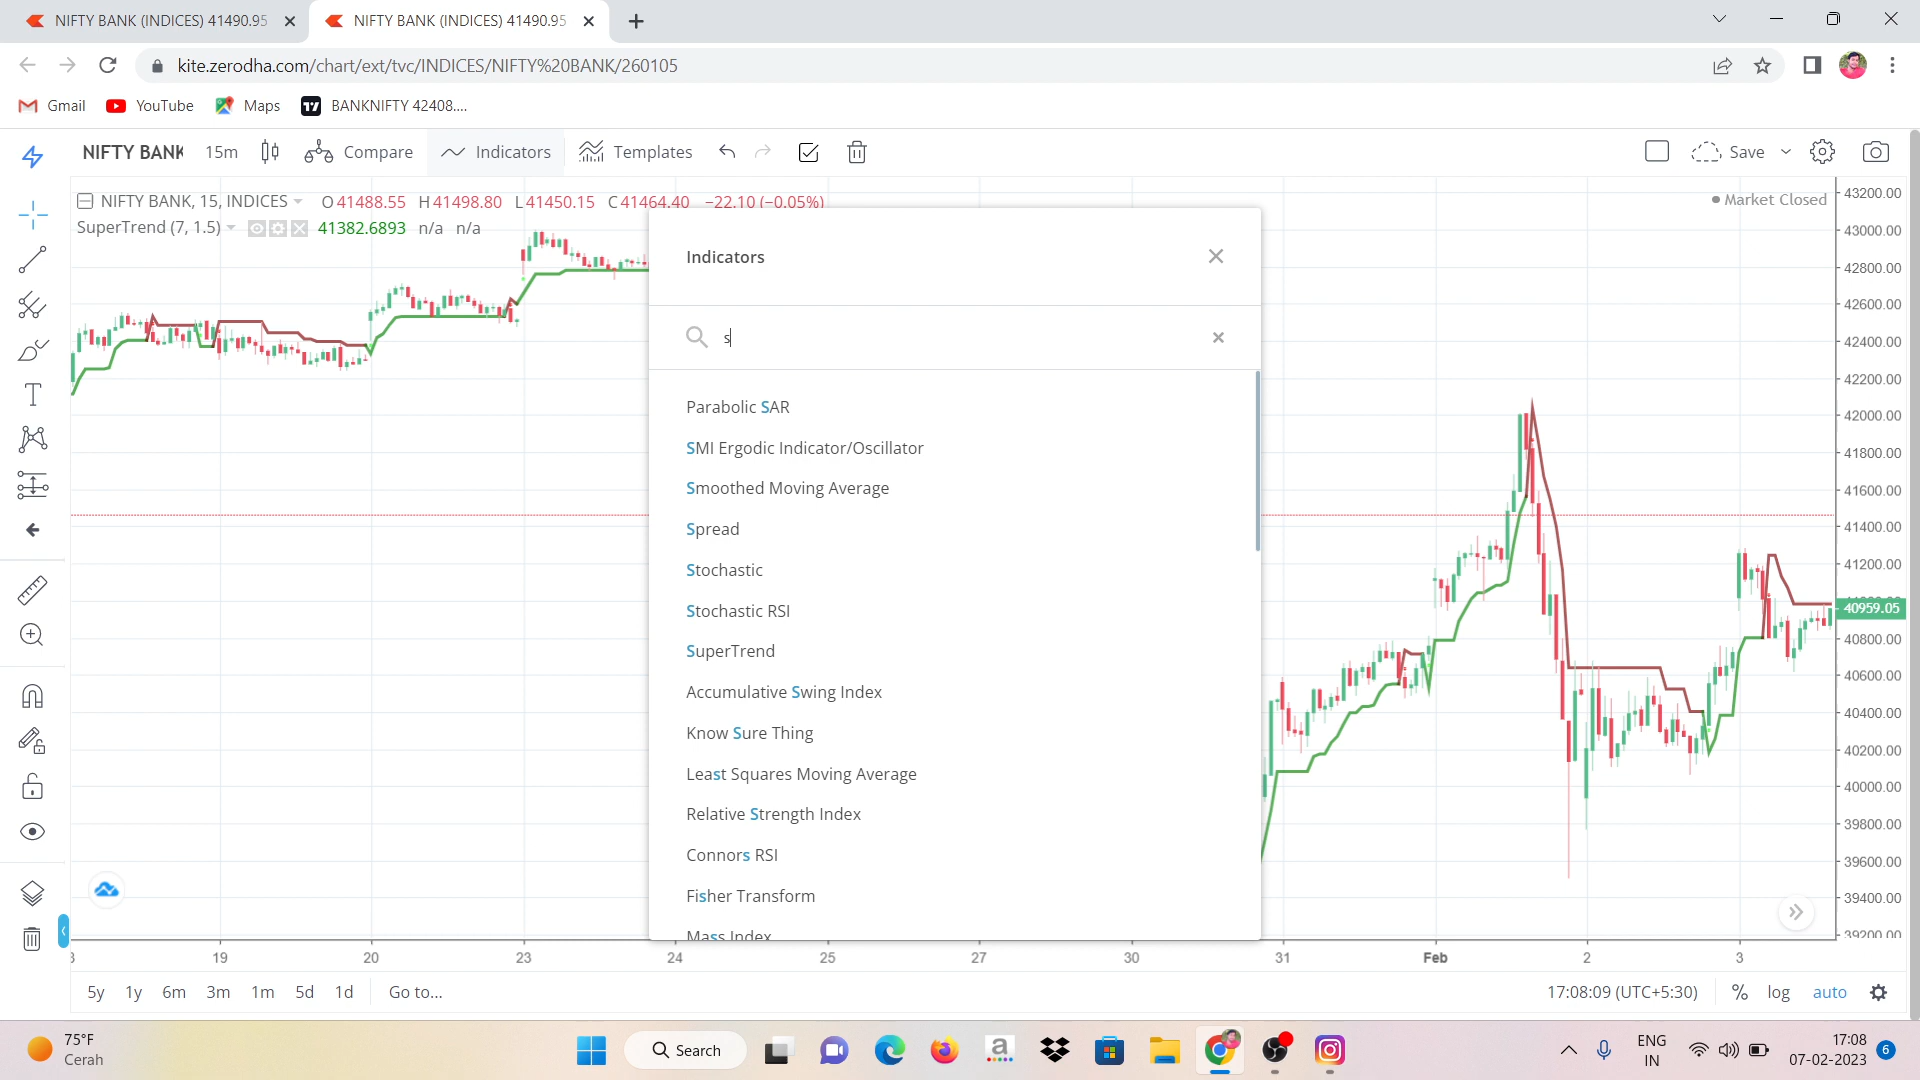 NIFTY BANK (INDICES) 41490.95
NIFTY BANK (INDICES) 41490.95
kite.zerodha.com/chart/ext/tvc/INDICES/NIFTY%20BANK/260105
Gmail
YouTube
Maps
BANKNIFTY 42408....
NIFTY BANK
15m
Compare
Indicators
Templates
Save
NIFTY BANK, 15, INDICES
O 41488.55 H 41498.80 L 41450.15 C 41464.40 −22.10 (−0.05%)
Market Closed
SuperTrend (7, 1.5)
41382.6893 n/a n/a
Indicators
s
Parabolic SAR
SMI Ergodic Indicator/Oscillator
Smoothed Moving Average
Spread
Stochastic
Stochastic RSI
SuperTrend
Accumulative Swing Index
Know Sure Thing
Least Squares Moving Average
Relative Strength Index
Connors RSI
Fisher Transform
Mass Index
43200.00
43000.00
42800.00
42600.00
42400.00
42200.00
42000.00
41800.00
41600.00
41400.00
41200.00
40959.05
40800.00
40600.00
40400.00
40200.00
40000.00
39800.00
39600.00
39400.00
39200.00
19 20 23 24 25 27 30 31 Feb 2 3
5y 1y 6m 3m 1m 5d 1d Go to...
17:08:09 (UTC+5:30) % log auto
75°F
Cerah
Search
ENG
IN
17:08
07-02-2023
6